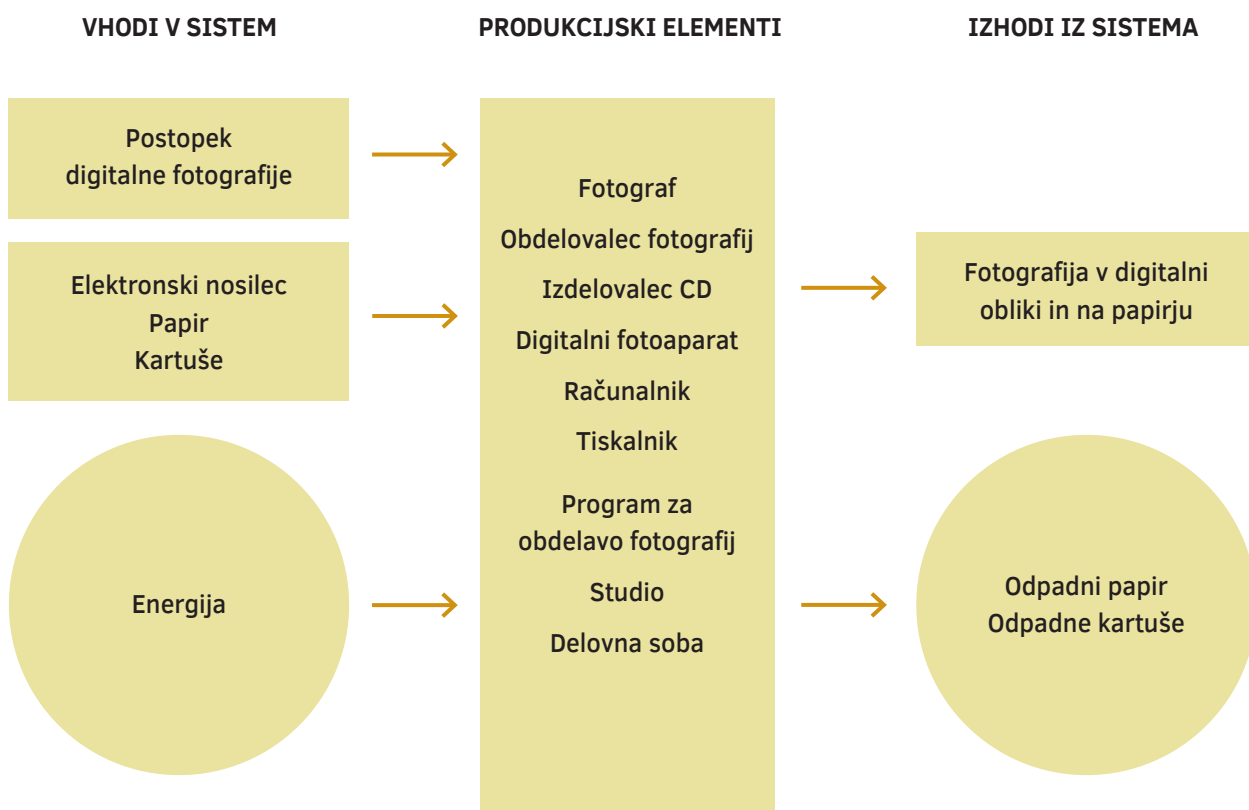 VHODI V SISTEM
PRODUKCIJSKI ELEMENTI
IZHODI IZ SISTEMA
Postopek
digitalne fotografije
Elektronski nosilec
Papir
Kartuše
Energija
Fotograf
Obdelovalec fotografij
Izdelovalec CD
Digitalni fotoaparat
Računalnik
Tiskalnik
Program za
obdelavo fotografij
Studio
Delovna soba
Fotografija v digitalni
obliki in na papirju
Odpadni papir
Odpadne kartuše